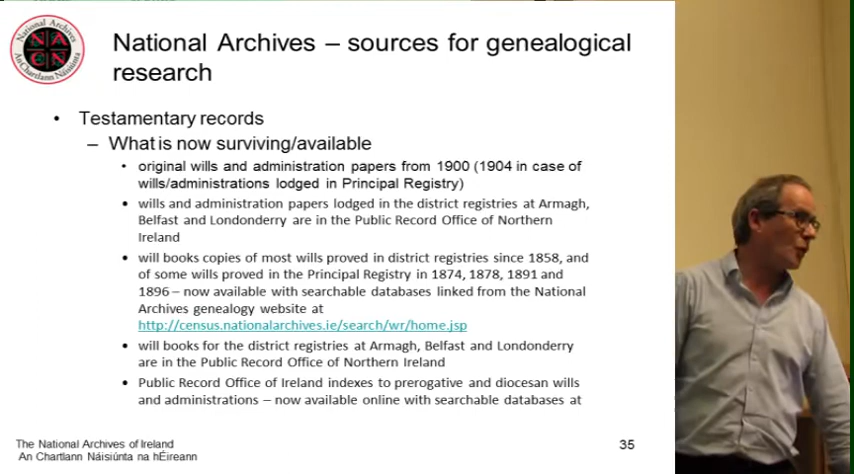 National Archives
NA
EN
An Chartlann Náisiúnta
National Archives – sources for genealogical
research
• Testamentary records
– What is now surviving/available
• original wills and administration papers from 1900 (1904 in case of
wills/administrations lodged in Principal Registry)
• wills and administration papers lodged in the district registries at Armagh,
Belfast and Londonderry are in the Public Record Office of Northern
Ireland
• will books copies of most wills proved in district registries since 1858, and
of some wills proved in the Principal Registry in 1874, 1878, 1891 and
1896 – now available with searchable databases linked from the National
Archives genealogy website at
http://census.nationalarchives.ie/search/wr/home.jsp
• will books for the district registries at Armagh, Belfast and Londonderry
are in the Public Record Office of Northern Ireland
• Public Record Office of Ireland indexes to prerogative and diocesan wills
and administrations – now available online with searchable databases at
The National Archives of Ireland
An Chartlann Náisiúnta na hÉireann
35